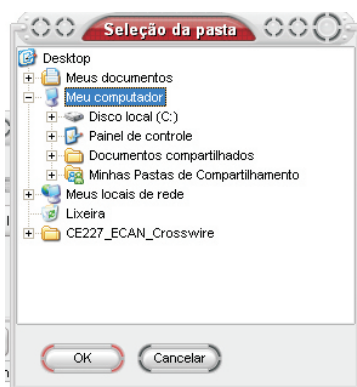 Seleção da pasta
Desktop
Meus documentos
Meu computador
Disco local (C:)
Painel de controle
Documentos compartilhados
Minhas Pastas de Compartilhamento
Meus locais de rede
Lixeira
CE227_ECAN_Crosswire
OK
Cancelar